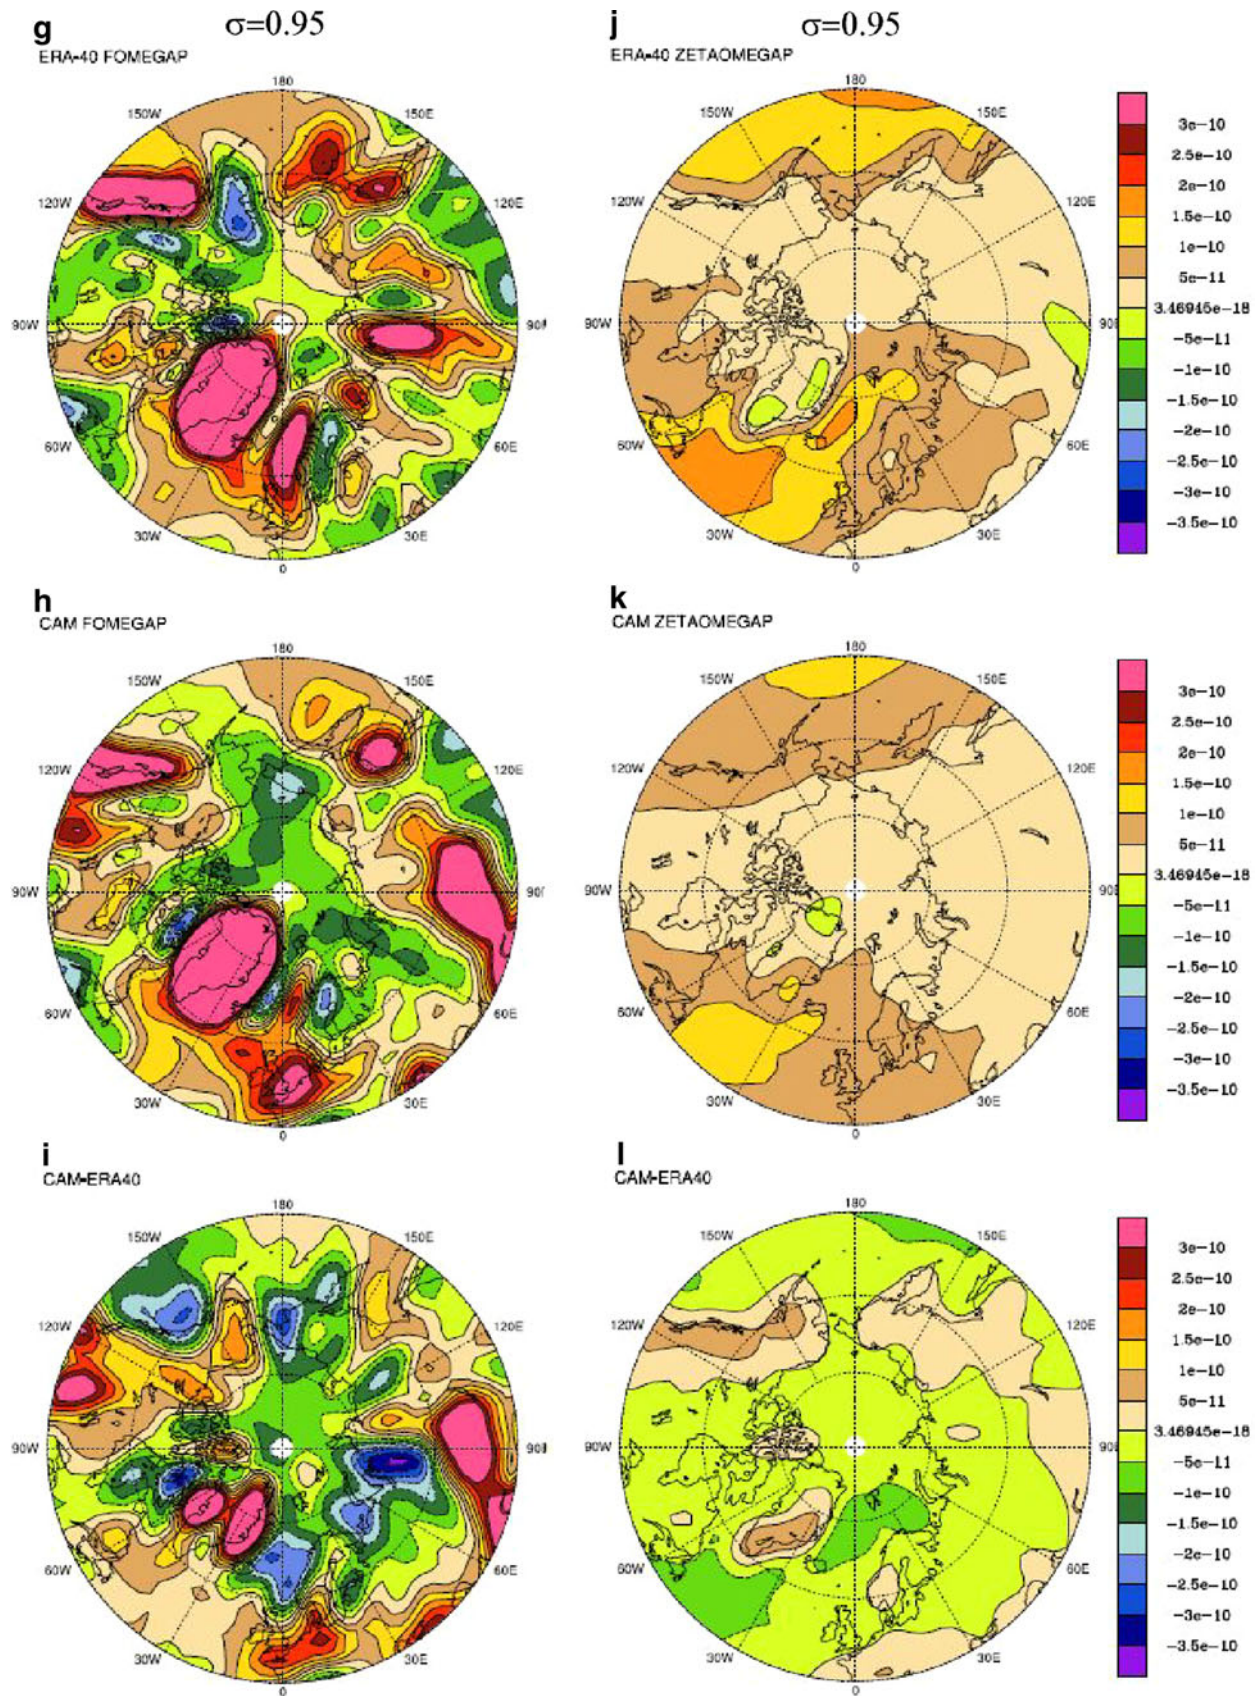 g σ=0.95
ERA-40 FOMEGAP
180
150W 150E
120W 120E
90W
60W 60E
30W 30E
0
j σ=0.95
ERA-40 ZETAOMEGAP
180
150W 150E
120W 120E
90W
60W 60E
30W 30E
0
3e-10
2.5e-10
2e-10
1.5e-10
1e-10
5e-11
3.46945e-18
-5e-11
-1e-10
-1.5e-10
-2e-10
-2.5e-10
-3e-10
-3.5e-10
h
CAM FOMEGAP
180
150W 150E
120W 120E
90W
60W 60E
30W 30E
0
k
CAM ZETAOMEGAP
180
150W 150E
120W 120E
90W
60W 60E
30W 30E
0
3e-10
2.5e-10
2e-10
1.5e-10
1e-10
5e-11
3.46945e-18
-5e-11
-1e-10
-1.5e-10
-2e-10
-2.5e-10
-3e-10
-3.5e-10
i
CAM-ERA40
180
150W 150E
120W 120E
90W
60W 60E
30W 30E
0
l
CAM-ERA40
180
150W 150E
120W 120E
90W
60W 60E
30W 30E
0
3e-10
2.5e-10
2e-10
1.5e-10
1e-10
5e-11
3.46945e-18
-5e-11
-1e-10
-1.5e-10
-2e-10
-2.5e-10
-3e-10
-3.5e-10